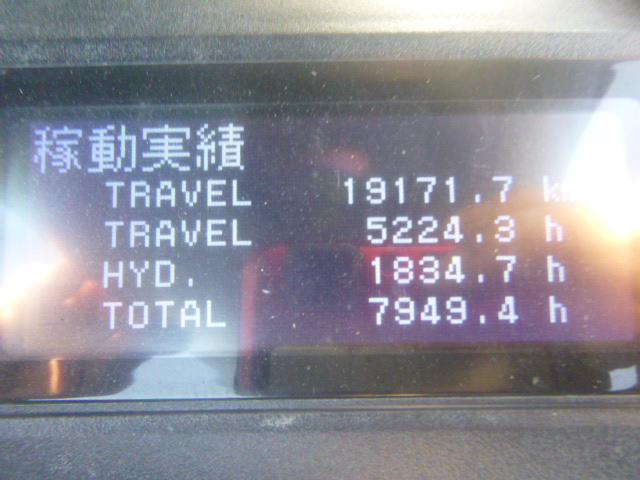 稼動実績
TRAVEL 19171.7 km
TRAVEL 5224.3 h
HYD. 1834.7 h
TOTAL 7949.4 h